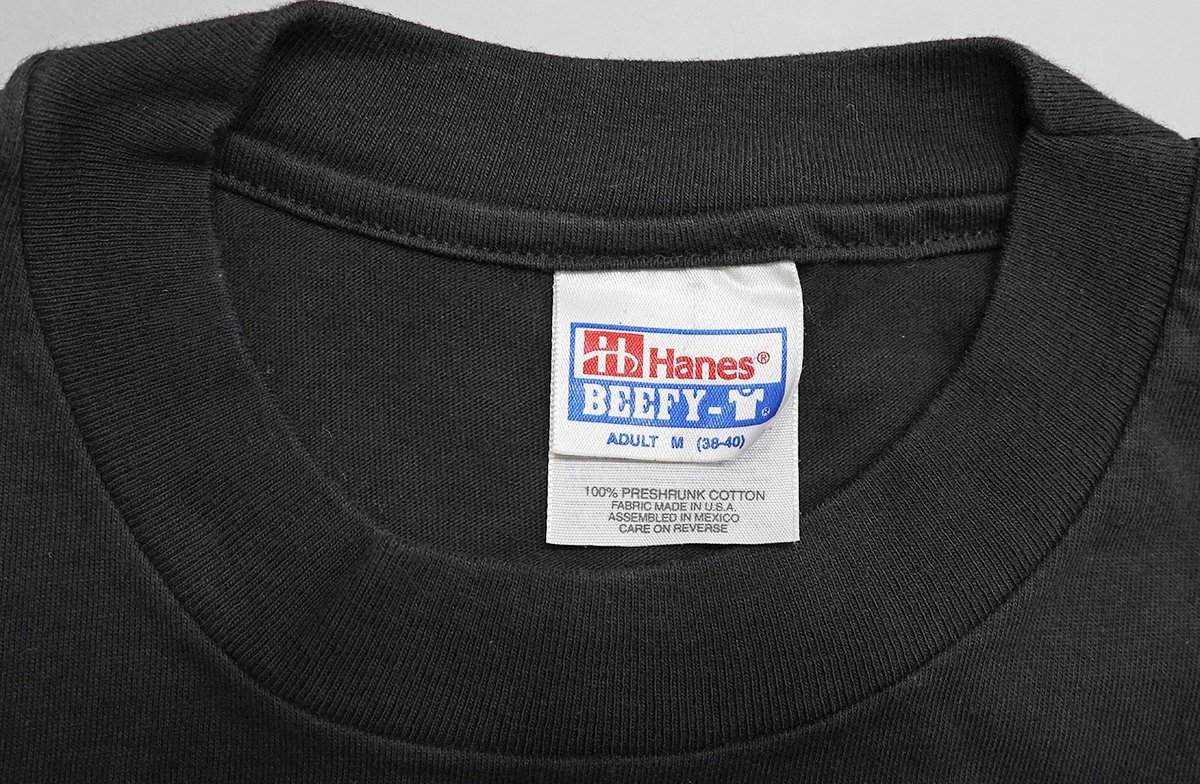 Hanes®
BEEFY-T
ADULT M (38-40)
100% PRESHRUNK COTTON
FABRIC MADE IN U.S.A.
ASSEMBLED IN MEXICO
CARE ON REVERSE